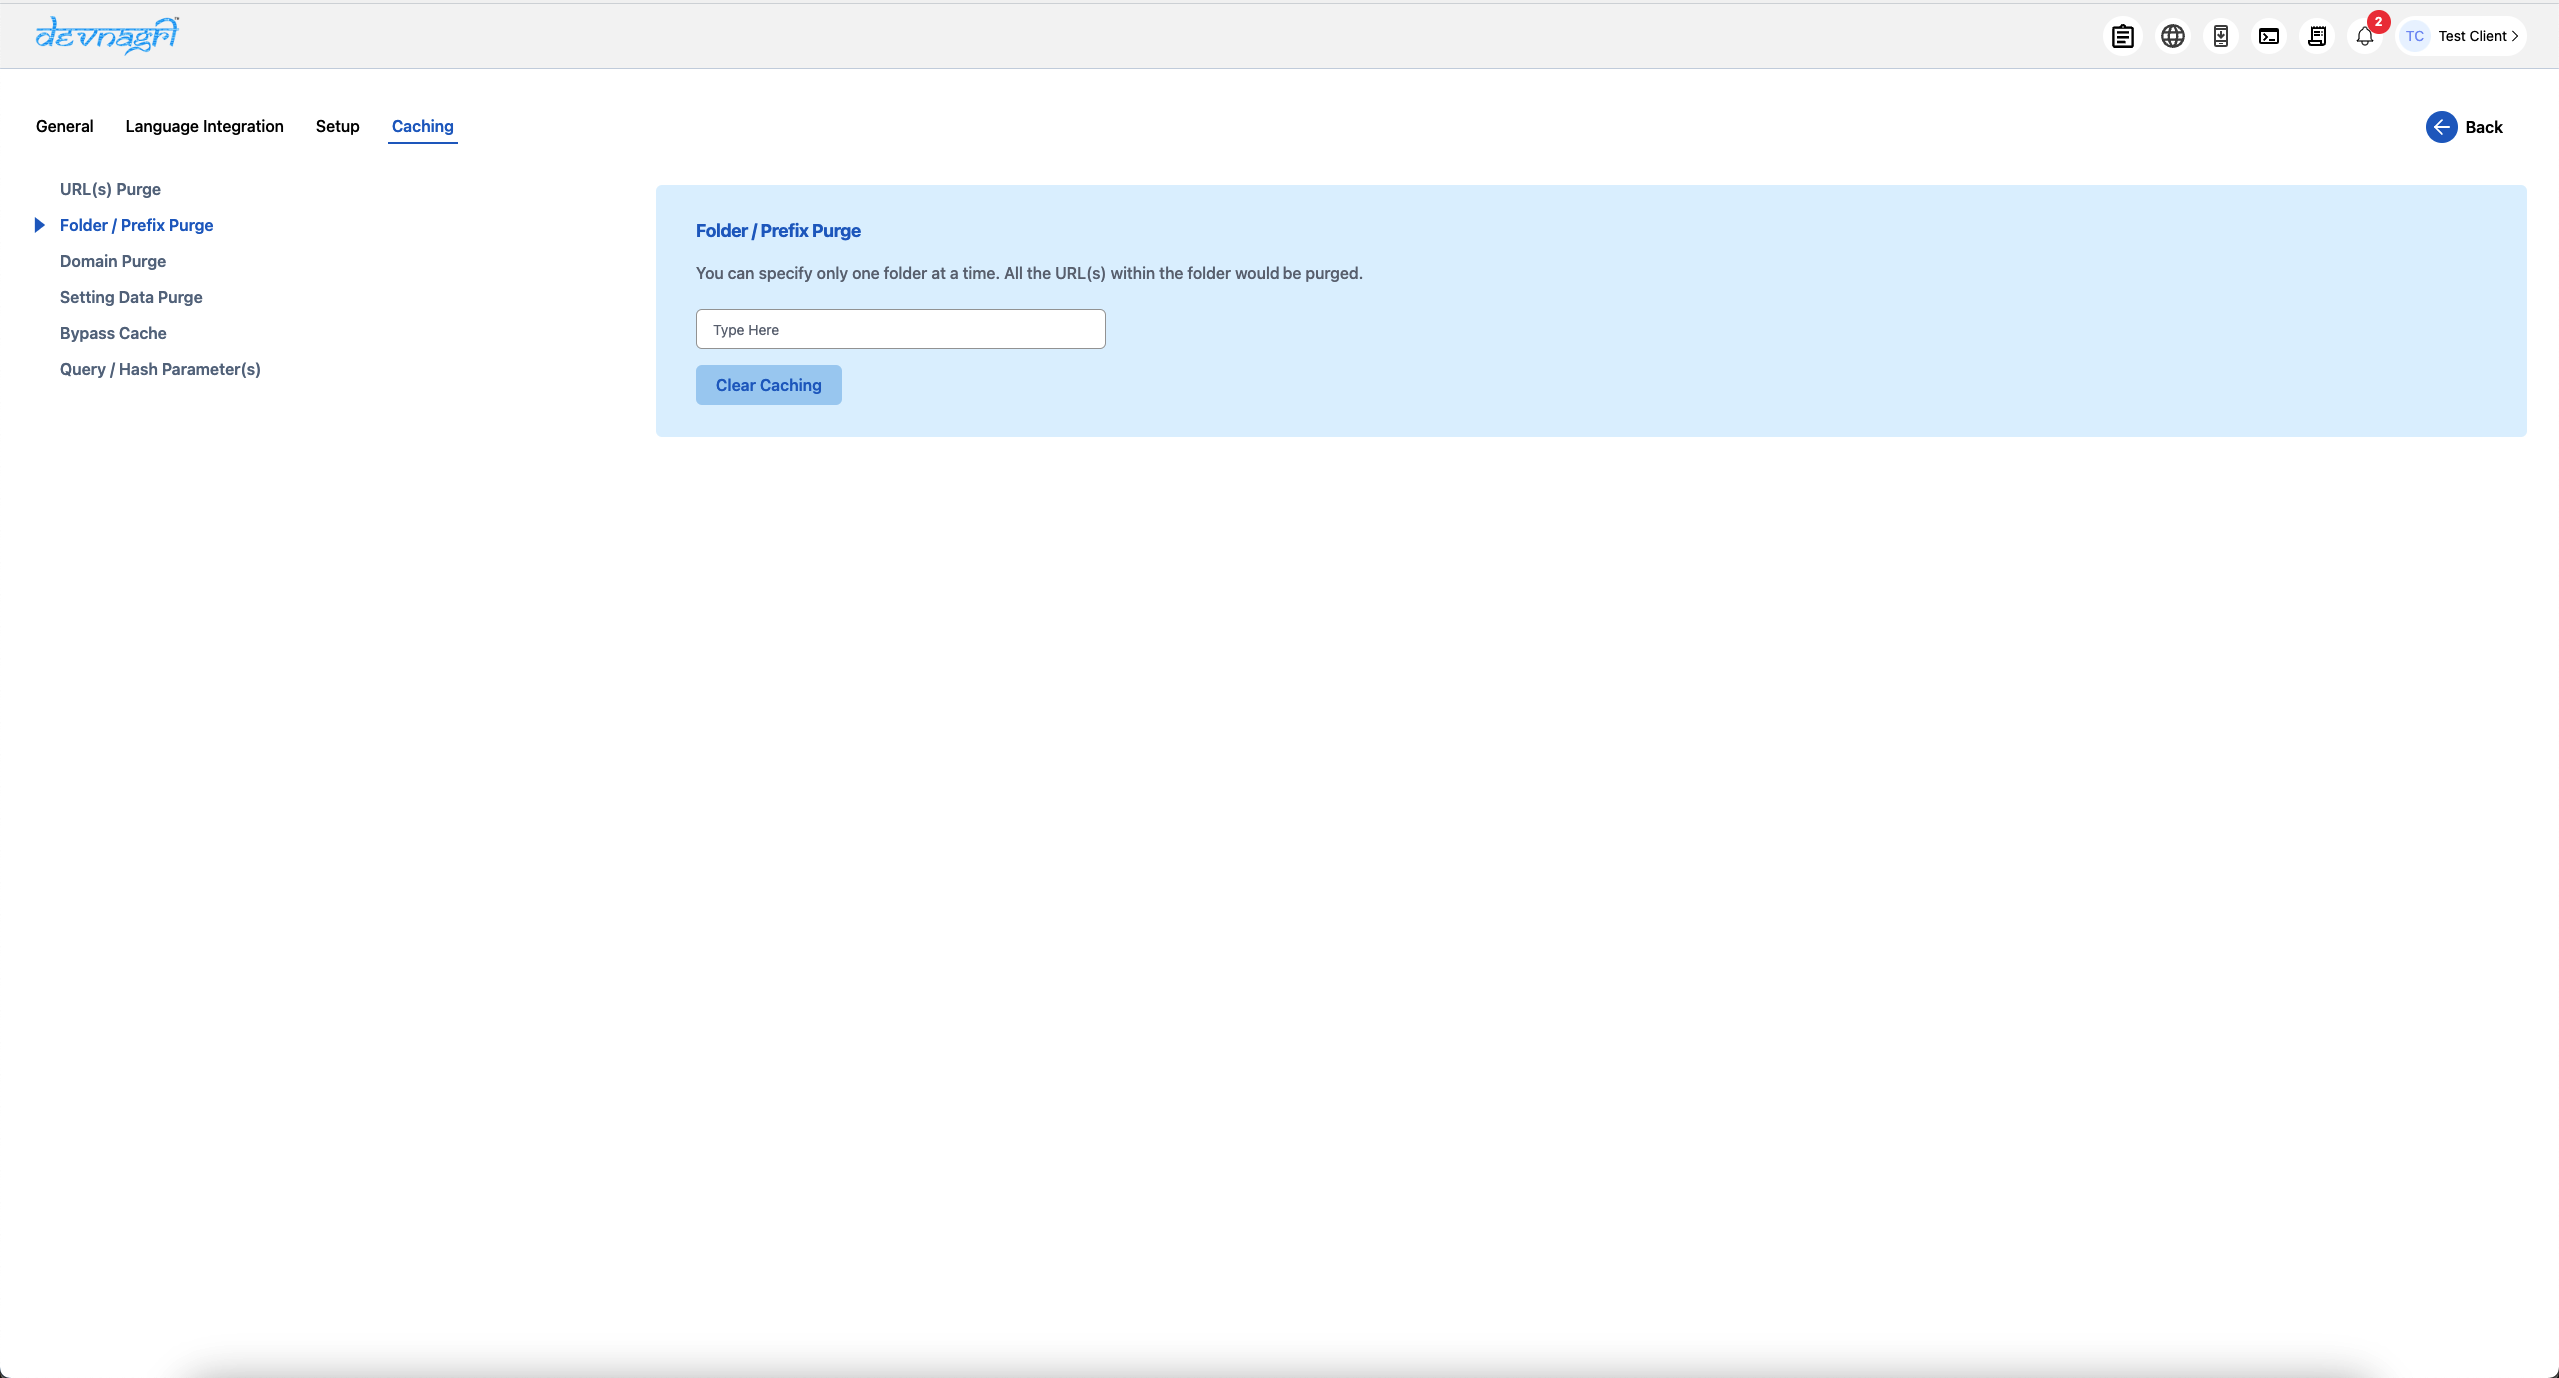 devnagri™
2
TC Test Client
General Language Integration Setup Caching
Back
URL(s) Purge
Folder / Prefix Purge
Domain Purge
Setting Data Purge
Bypass Cache
Query / Hash Parameter(s)
Folder / Prefix Purge
You can specify only one folder at a time. All the URL(s) within the folder would be purged.
Type Here
Clear Caching